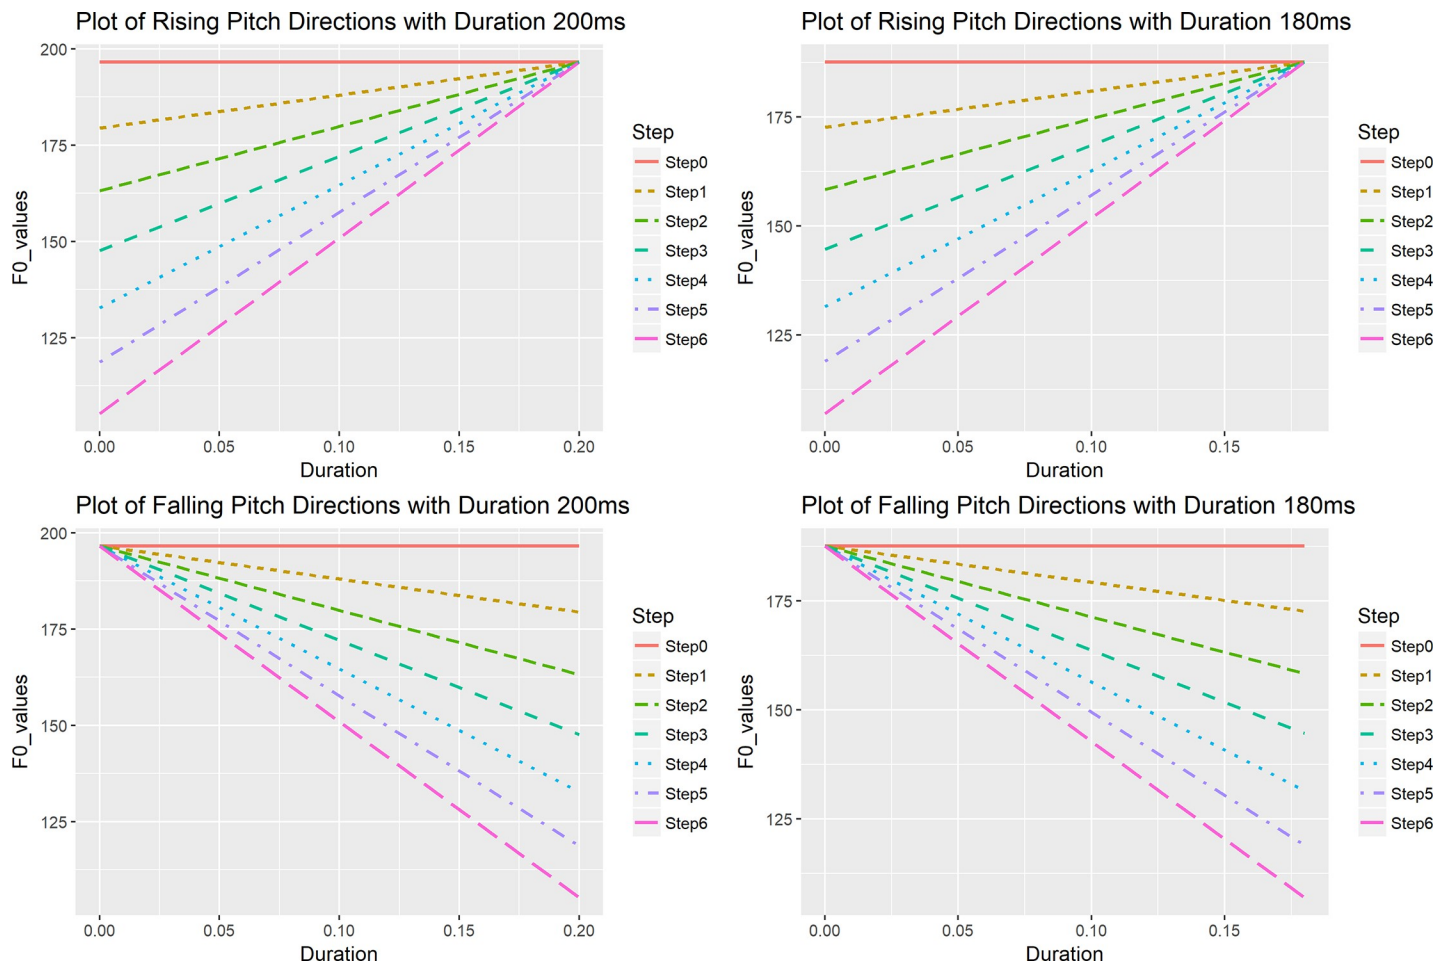 Plot of Rising Pitch Directions with Duration 200ms
200
175
150
125
F0_values
0.00 0.05 0.10 0.15 0.20
Duration
Step
Step0
Step1
Step2
Step3
Step4
Step5
Step6
Plot of Rising Pitch Directions with Duration 180ms
175
150
125
F0_values
0.00 0.05 0.10 0.15
Duration
Step
Step0
Step1
Step2
Step3
Step4
Step5
Step6
Plot of Falling Pitch Directions with Duration 200ms
200
175
150
125
F0_values
0.00 0.05 0.10 0.15 0.20
Duration
Step
Step0
Step1
Step2
Step3
Step4
Step5
Step6
Plot of Falling Pitch Directions with Duration 180ms
175
150
125
F0_values
0.00 0.05 0.10 0.15
Duration
Step
Step0
Step1
Step2
Step3
Step4
Step5
Step6